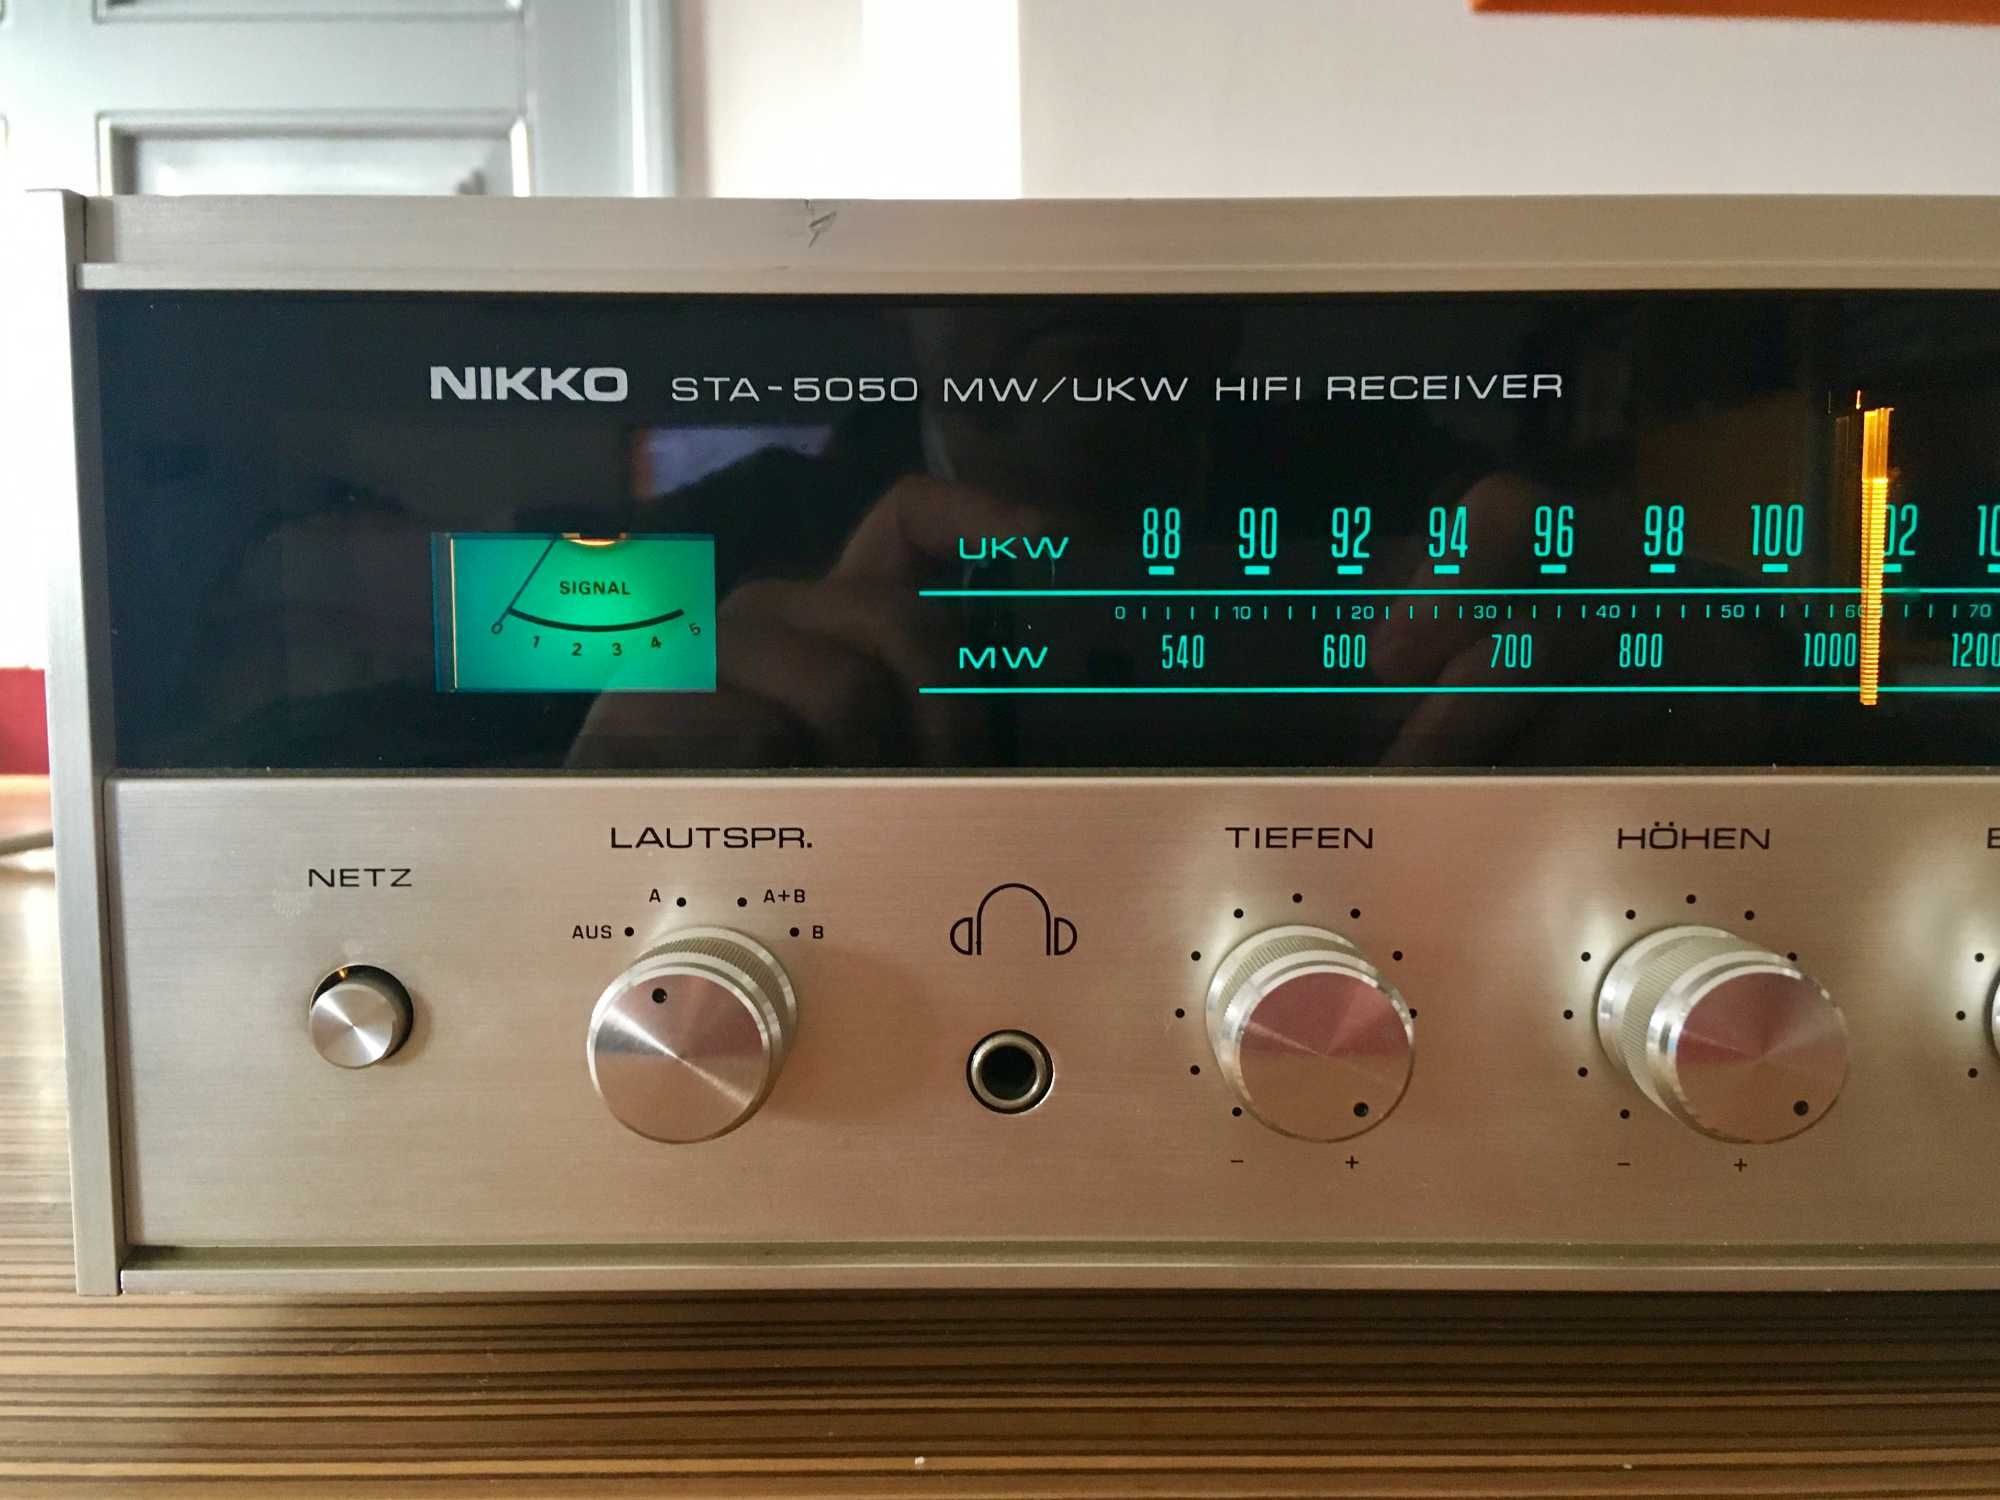 NIKKO STA-5050 MW/UKW HIFI RECEIVER
SIGNAL
0 1 2 3 4 5
UKW 88 90 92 94 96 98 100
0 10 20 30 40 50 70
MW 540 600 700 800 1000 1200
NETZ
LAUTSPR.
AUS A A+B B
TIEFEN
- +
HÖHEN
- +